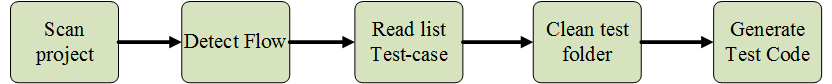 Scan
project
Detect Flow
Read list
Test-case
Clean test
folder
Generate
Test Code